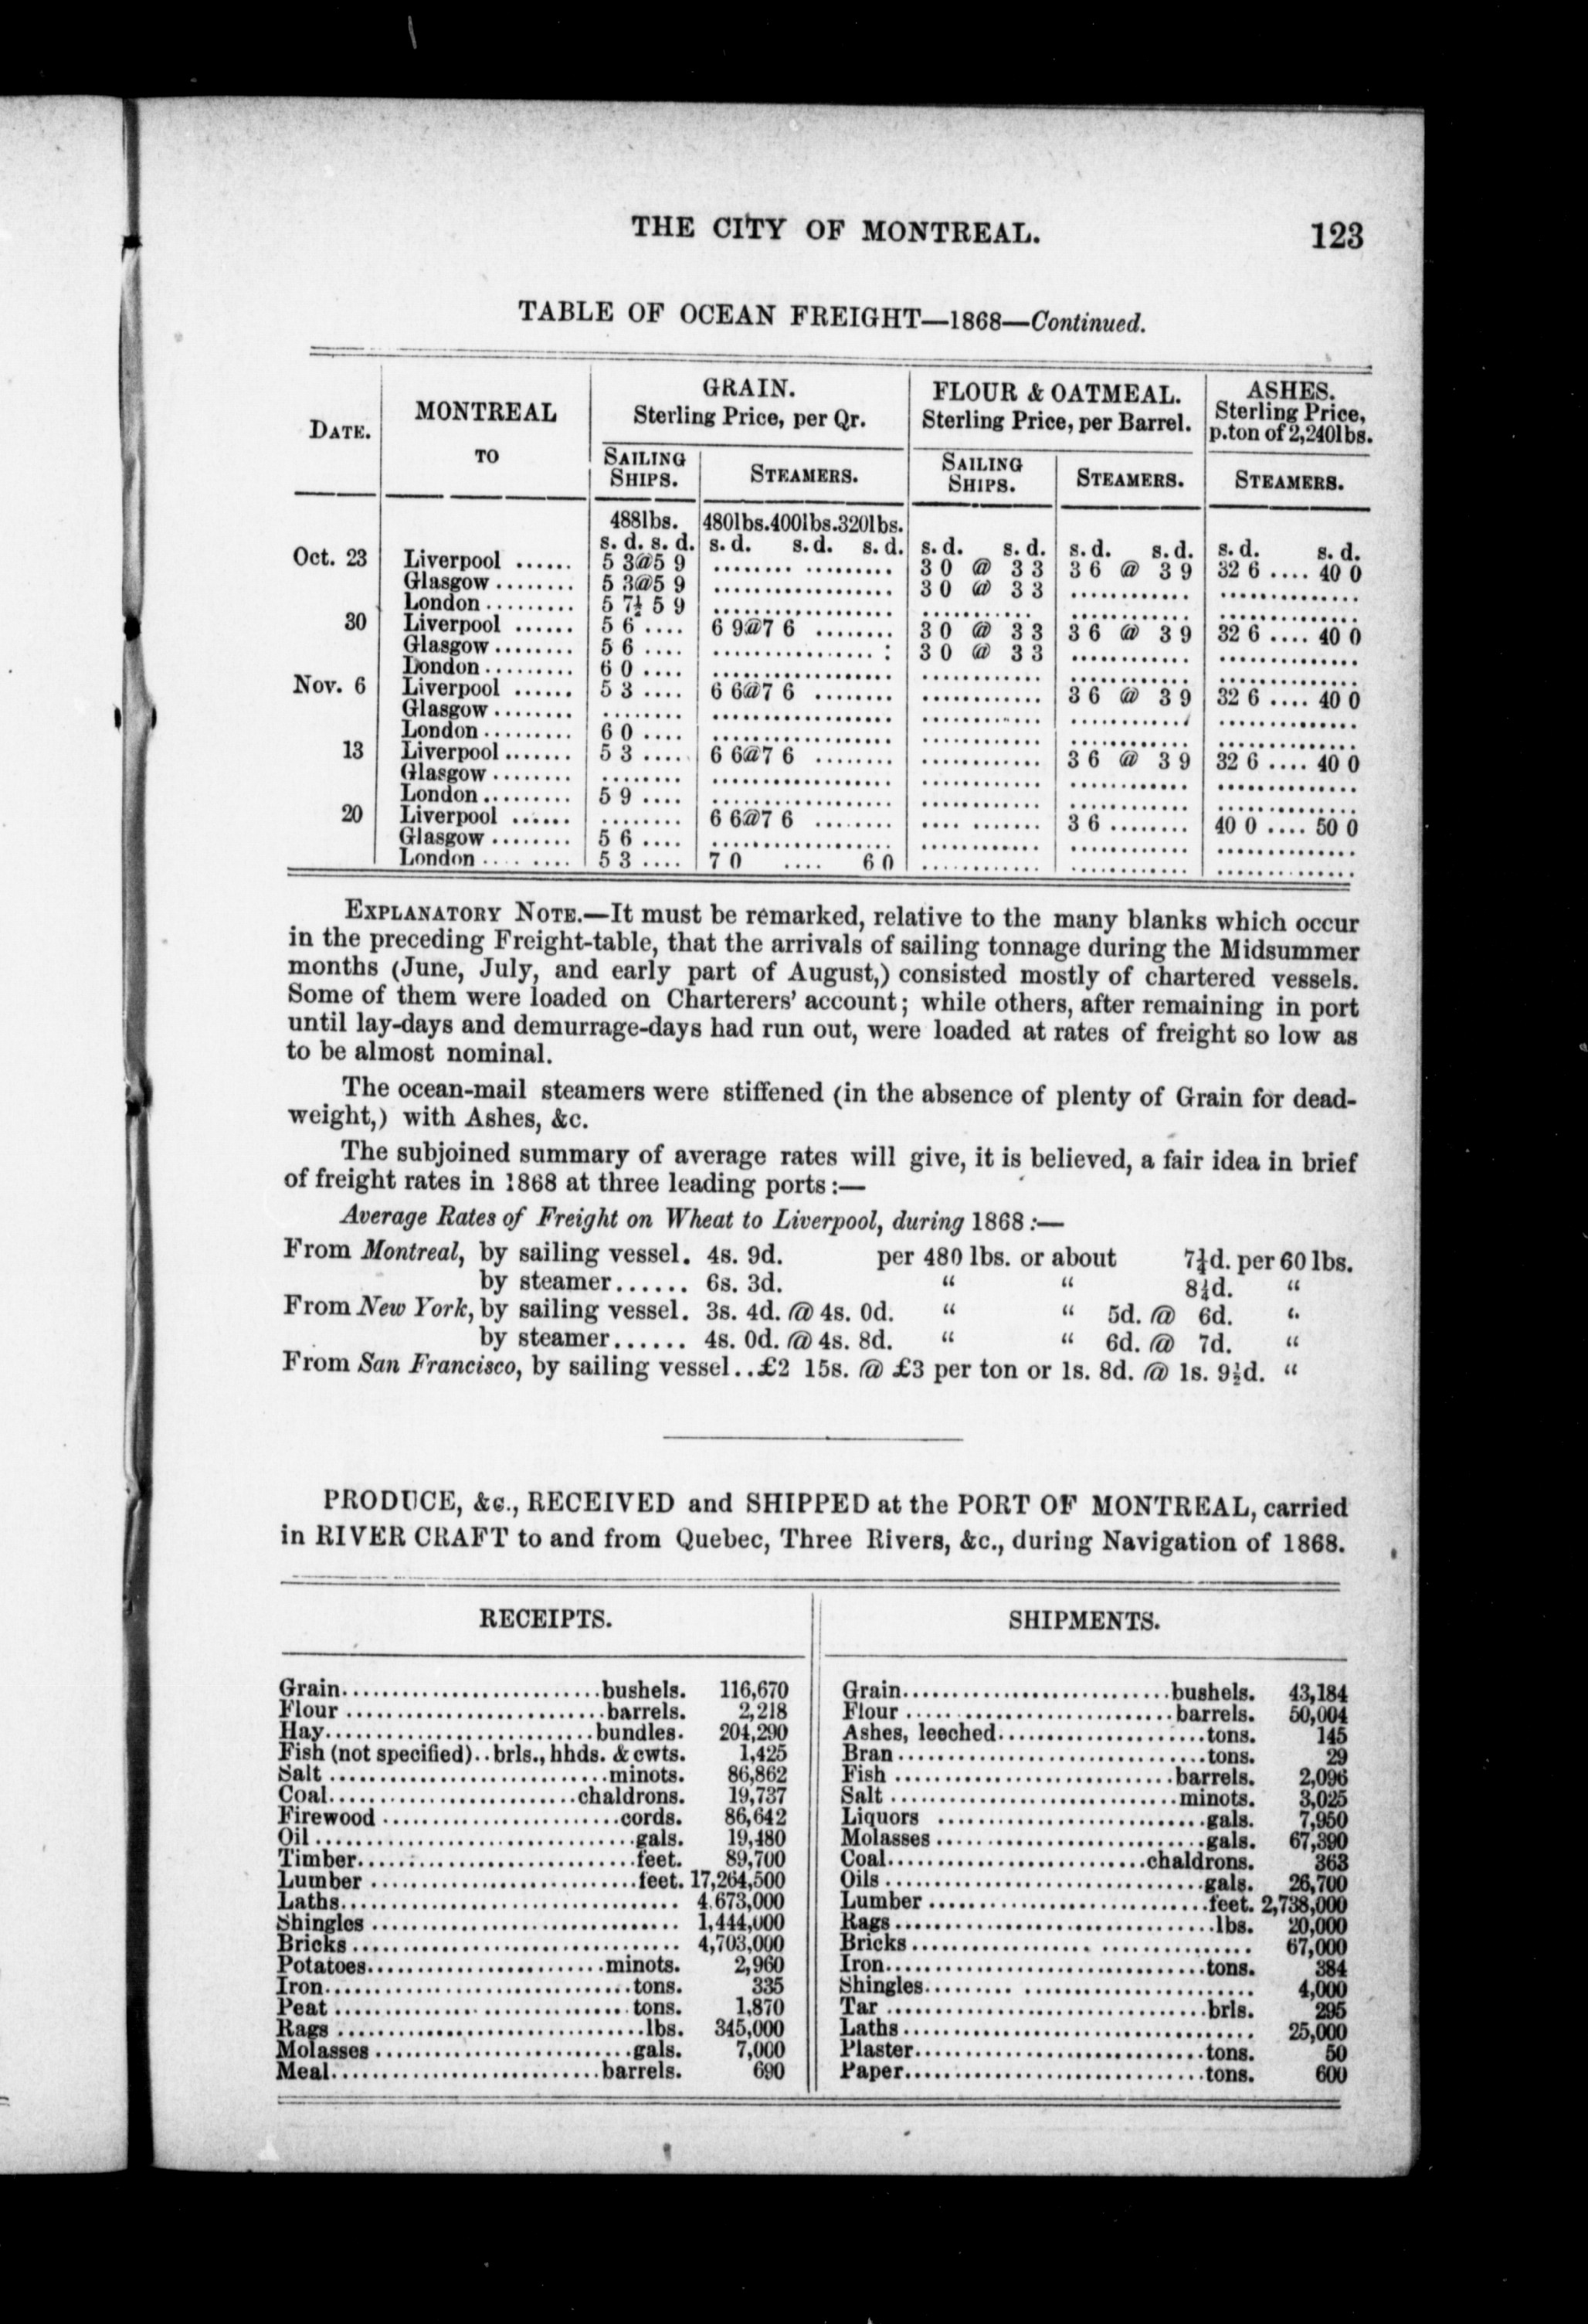 THE CITY OF MONTREAL. 123
TABLE OF OCEAN FREIGHT—1868—Continued.
DATE. MONTREAL TO GRAIN. Sterling Price, per Qr. FLOUR & OATMEAL. Sterling Price, per Barrel. ASHES. Sterling Price, p.ton of 2,240lbs.
SAILING SHIPS. STEAMERS. SAILING SHIPS. STEAMERS. STEAMERS.
488lbs. 480lbs.400lbs.320lbs.
s. d. s. d. s. d. s. d. s. d. s. d. s. d. s. d. s. d. s. d. s. d.
Oct. 23 Liverpool ...... 5 3@5 9 ........ ......... 3 0 @ 3 3 3 6 @ 3 9 32 6 .... 40 0
Glasgow ........ 5 3@5 9 .................. 3 0 @ 3 3 ............ ..............
London ......... 5 7½ 5 9 .................. ........... ............ ..............
30 Liverpool ...... 5 6 .... 6 9@7 6 ........ 3 0 @ 3 3 3 6 @ 3 9 32 6 .... 40 0
Glasgow ........ 5 6 .... ................ : 3 0 @ 3 3 ............ ..............
London ......... 6 0 .... .................. ............ ............ ..............
Nov. 6 Liverpool ...... 5 3 .... 6 6@7 6 ........ ............ 3 6 @ 3 9 32 6 .... 40 0
Glasgow ........ ........ .................. ............ ............ ..............
London ......... 6 0 .... .................. ............ ............ ..............
13 Liverpool ....... 5 3 .... 6 6@7 6 ........ ............ 3 6 @ 3 9 32 6 .... 40 0
Glasgow ........ ........ .................. ............ ............ ..............
London ......... 5 9 .... .................. ............ ............ ..............
20 Liverpool ...... ........ 6 6@7 6 ........ .... ....... 3 6 ........ 40 0 .... 50 0
Glasgow ........ 5 6 .... .................. ............ ............ ..............
London .... .... 5 3 .... 7 0 .... 6 0 ............ ............ ..............
EXPLANATORY NOTE.—It must be remarked, relative to the many blanks which occur
in the preceding Freight-table, that the arrivals of sailing tonnage during the Midsummer
months (June, July, and early part of August,) consisted mostly of chartered vessels.
Some of them were loaded on Charterers' account; while others, after remaining in port
until lay-days and demurrage-days had run out, were loaded at rates of freight so low as
to be almost nominal.
The ocean-mail steamers were stiffened (in the absence of plenty of Grain for dead-
weight,) with Ashes, &c.
The subjoined summary of average rates will give, it is believed, a fair idea in brief
of freight rates in 1868 at three leading ports:—
Average Rates of Freight on Wheat to Liverpool, during 1868:—
From Montreal, by sailing vessel. 4s. 9d. per 480 lbs. or about d. per 60 lbs.
by steamer...... 6s. 3d. " " "
From New York, by sailing vessel. 3s. 4d. @ 4s. 0d. " " 5d. @ 6d. "
by steamer...... 4s. 0d. @ 4s. 8d. " " 6d. @ 7d. "
From San Francisco, by sailing vessel..£2 15s. @ £3 per ton or 1s. 8d. @ 1s. 9½d. "
PRODUCE, &c., RECEIVED and SHIPPED at the PORT OF MONTREAL, carried
in RIVER CRAFT to and from Quebec, Three Rivers, &c., during Navigation of 1868.
RECEIPTS. SHIPMENTS.
Grain..........................bushels. 116,670 Grain...........................bushels. 43,184
Flour ..........................barrels. 2,218 Flour ...........................barrels. 50,004
Hay...........................bundles. 204,290 Ashes, leeched.....................tons. 145
Fish (not specified)..brls., hhds. & cwts. 1,425 Bran ...............................tons. 29
Salt ............................minots. 86,862 Fish ............................barrels. 2,096
Coal.........................chaldrons. 19,737 Salt .............................minots. 3,025
Firewood ........................cords. 86,642 Liquors ...........................gals. 7,950
Oil ................................gals. 19,480 Molasses ...........................gals. 67,390
Timber............................feet. 89,700 Coal..........................chaldrons. 363
Lumber ...........................feet. 17,264,500 Oils ................................gals. 26,700
Laths.................................. 4,673,000 Lumber ............................feet. 2,738,000
Shingles ............................... 1,444,000 Rags ................................lbs. 20,000
Bricks ................................. 4,703,000 Bricks .................. ............... 67,000
Potatoes........................minots. 2,960 Iron................................tons. 384
Iron...............................tons. 335 Shingles......... ....................... 4,000
Peat ..............................tons. 1,870 Tar ................................brls. 295
Rags ...............................lbs. 345,000 Laths ................................... 25,000
Molasses ..........................gals. 7,000 Plaster.............................tons. 50
Meal...........................barrels. 690 Paper..............................tons. 600